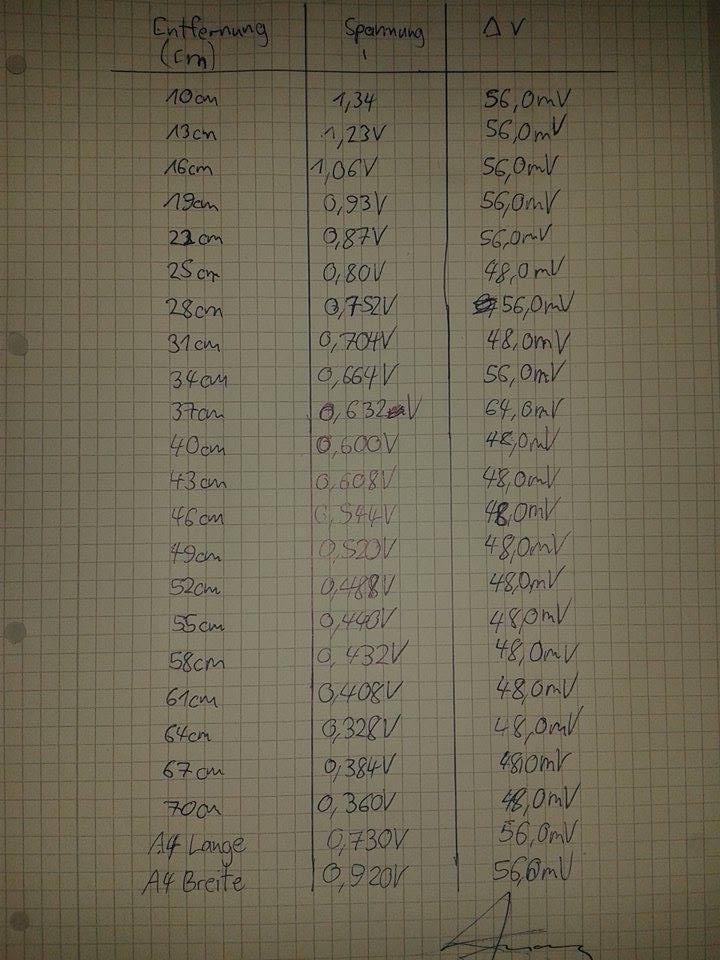 Entfernung (cm) Spannung ΔV
10cm 1,34 56,0mV
13cm 1,23V 56,0mV
16cm 1,06V 56,0mV
19cm 0,93V 56,0mV
22cm 0,87V 56,0mV
25cm 0,80V 48,0mV
28cm 0,752V 56,0mV
31cm 0,704V 48,0mV
34cm 0,664V 56,0mV
37cm 0,632V 64,0mV
40cm 0,600V 48,0mV
43cm 0,608V 48,0mV
46cm 0,544V 48,0mV
49cm 0,520V 48,0mV
52cm 0,488V 48,0mV
55cm 0,440V 48,0mV
58cm 0,432V 48,0mV
61cm 0,408V 48,0mV
64cm 0,328V 48,0mV
67cm 0,384V 48,0mV
70cm 0,360V 48,0mV
A4 Lange 0,730V 56,0mV
A4 Breite 0,920V 56,0mV